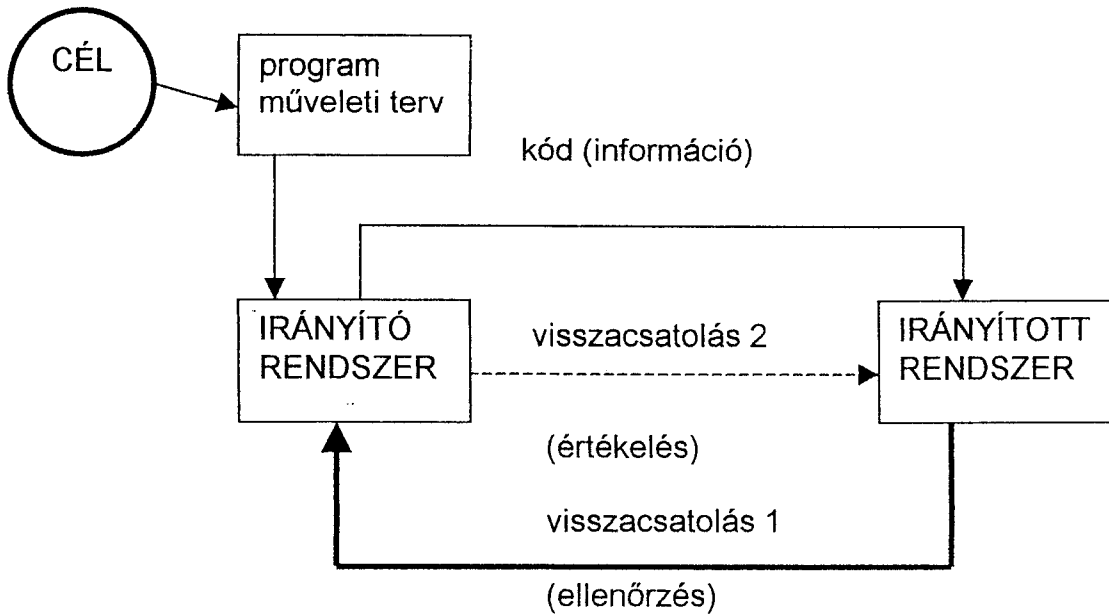 CÉL
program
műveleti terv
kód (információ)
IRÁNYÍTÓ
RENDSZER
visszacsatolás 2
IRÁNYÍTOTT
RENDSZER
(értékelés)
visszacsatolás 1
(ellenőrzés)